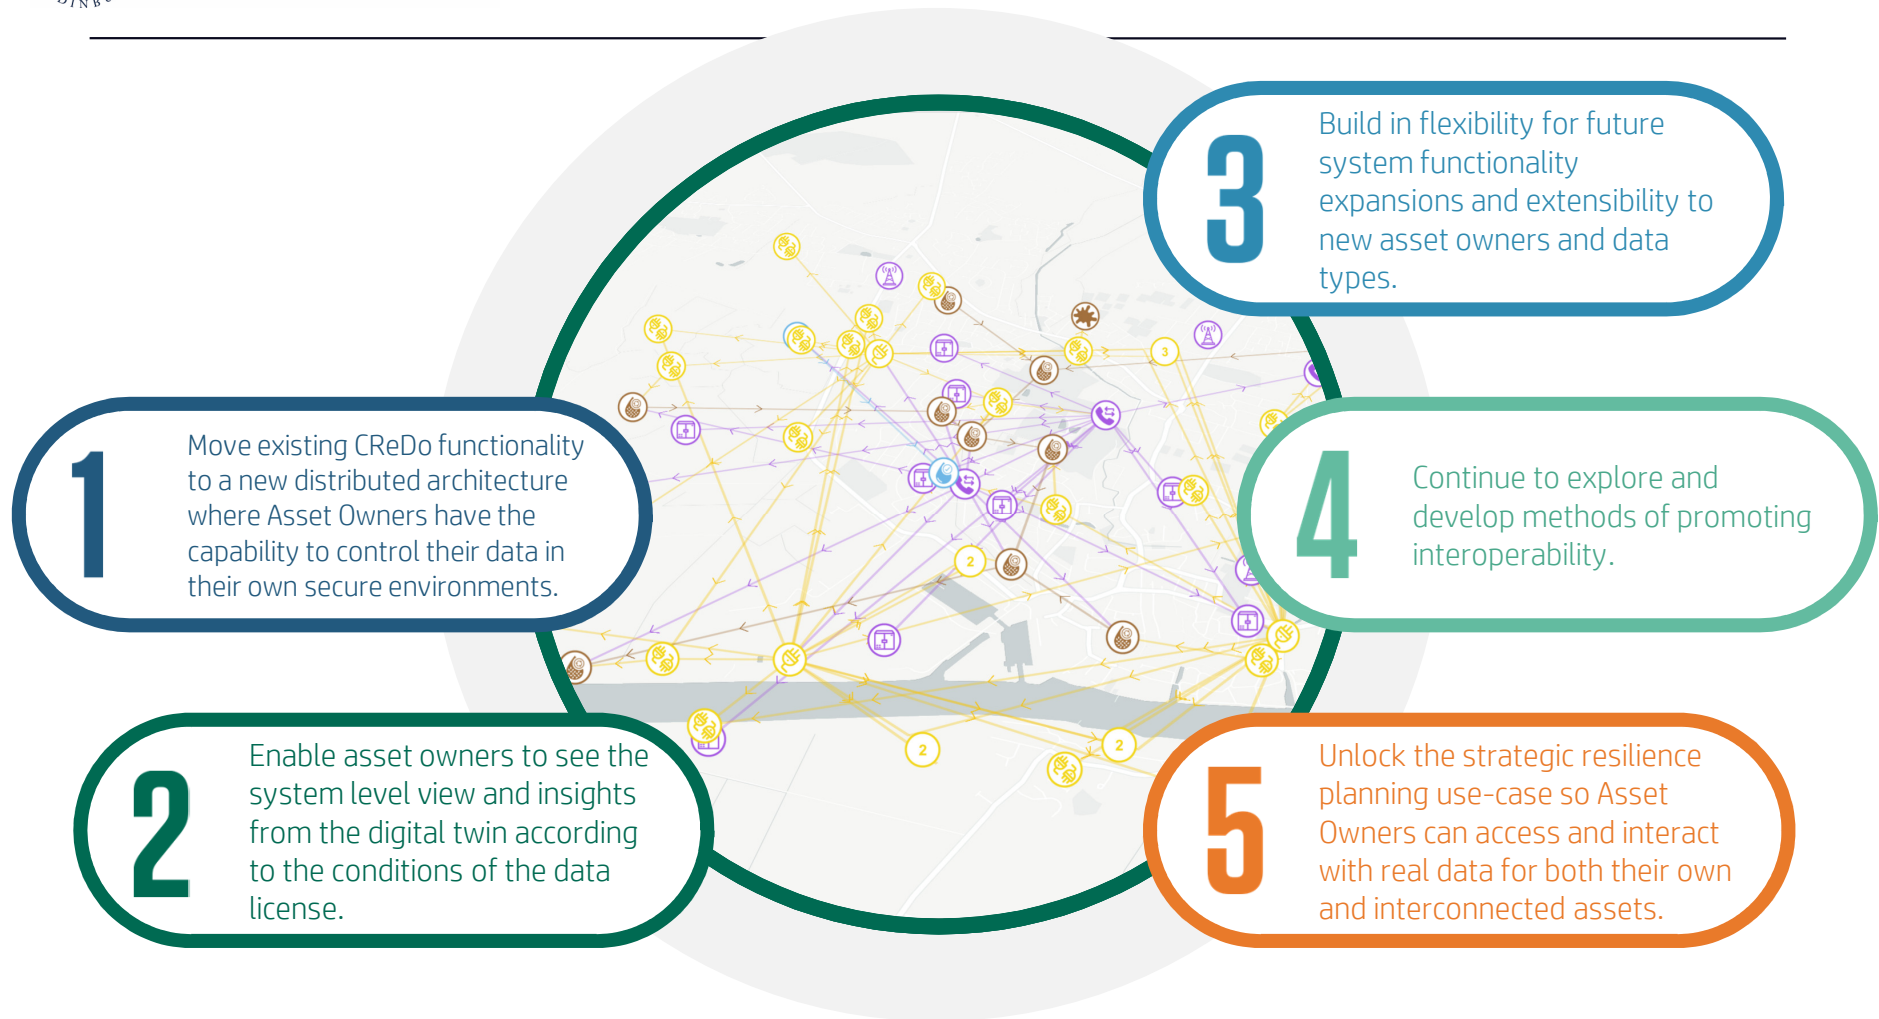 1
Move existing CReDo functionality
to a new distributed architecture
where Asset Owners have the
capability to control their data in
their own secure environments.
2
Enable asset owners to see the
system level view and insights
from the digital twin according
to the conditions of the data
license.
3
Build in flexibility for future
system functionality
expansions and extensibility to
new asset owners and data
types.
4
Continue to explore and
develop methods of promoting
interoperability.
5
Unlock the strategic resilience
planning use-case so Asset
Owners can access and interact
with real data for both their own
and interconnected assets.
3
2
2
2